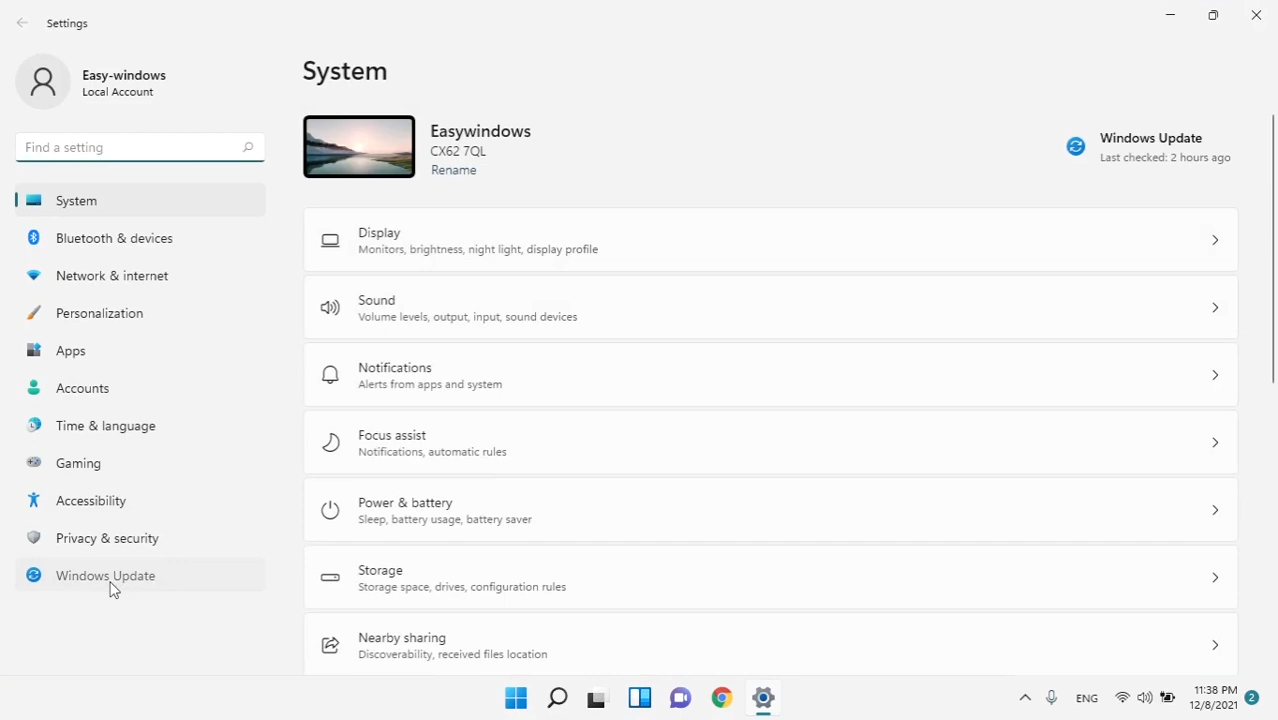 Settings
Easy-windows
Local Account
Find a setting
System
Bluetooth & devices
Network & internet
Personalization
Apps
Accounts
Time & language
Gaming
Accessibility
Privacy & security
Windows Update
System
Easywindows
CX62 7QL
Rename
Windows Update
Last checked: 2 hours ago
Display
Monitors, brightness, night light, display profile
Sound
Volume levels, output, input, sound devices
Notifications
Alerts from apps and system
Focus assist
Notifications, automatic rules
Power & battery
Sleep, battery usage, battery saver
Storage
Storage space, drives, configuration rules
Nearby sharing
Discoverability, received files location
ENG
11:38 PM
12/8/2021
2